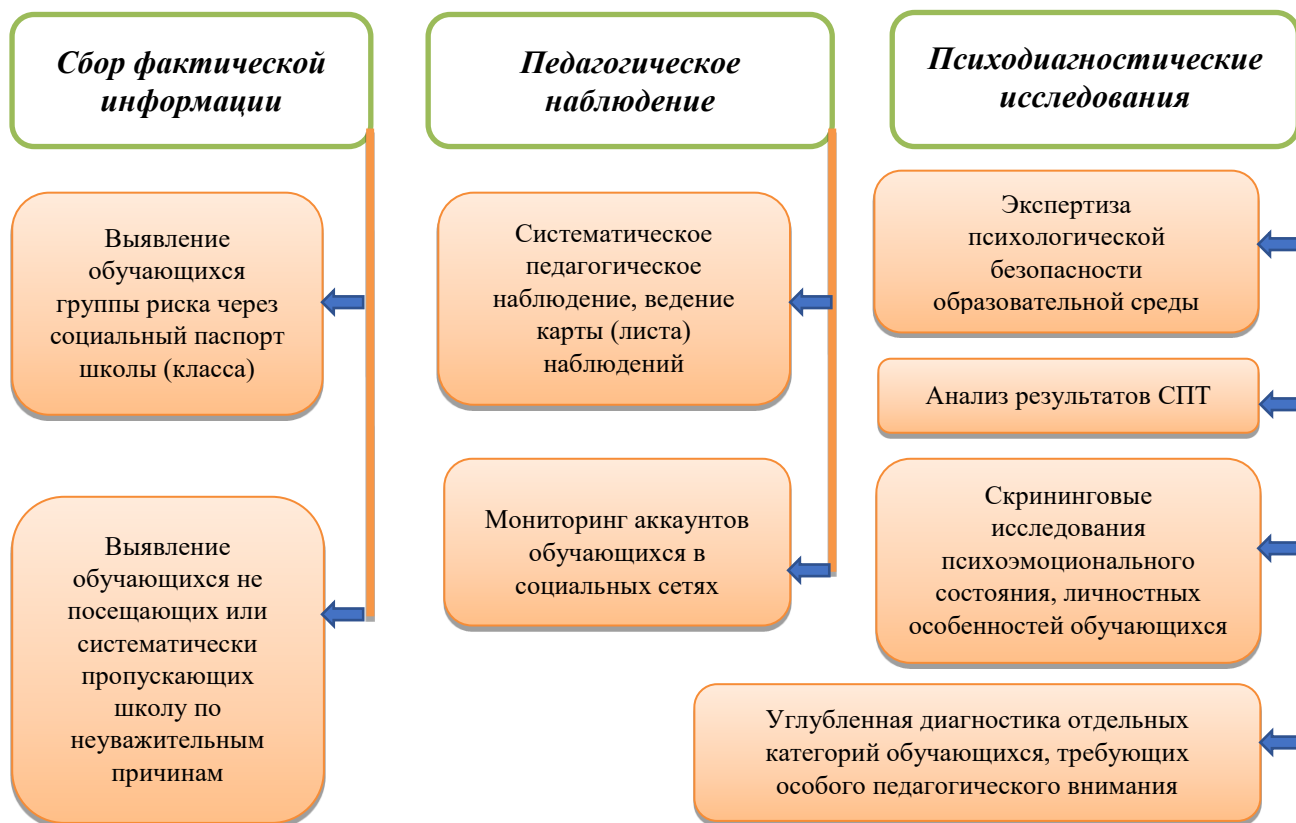 Сбор фактической
информации
Выявление
обучающихся
группы риска через
социальный паспорт
школы (класса)
Выявление
обучающихся не
посещающих или
систематически
пропускающих
школу по
неуважительным
причинам
Педагогическое
наблюдение
Систематическое
педагогическое
наблюдение, ведение
карты (листа)
наблюдений
Мониторинг аккаунтов
обучающихся в
социальных сетях
Психодиагностические
исследования
Экспертиза
психологической
безопасности
образовательной среды
Анализ результатов СПТ
Скрининговые
исследования
психоэмоционального
состояния, личностных
особенностей обучающихся
Углубленная диагностика отдельных
категорий обучающихся, требующих
особого педагогического внимания